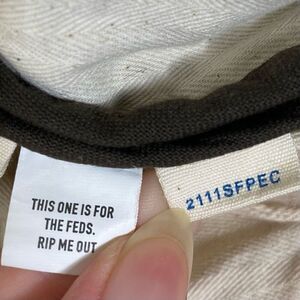 THIS ONE IS FOR
THE FEDS.
RIP ME OUT
2111SFPEC